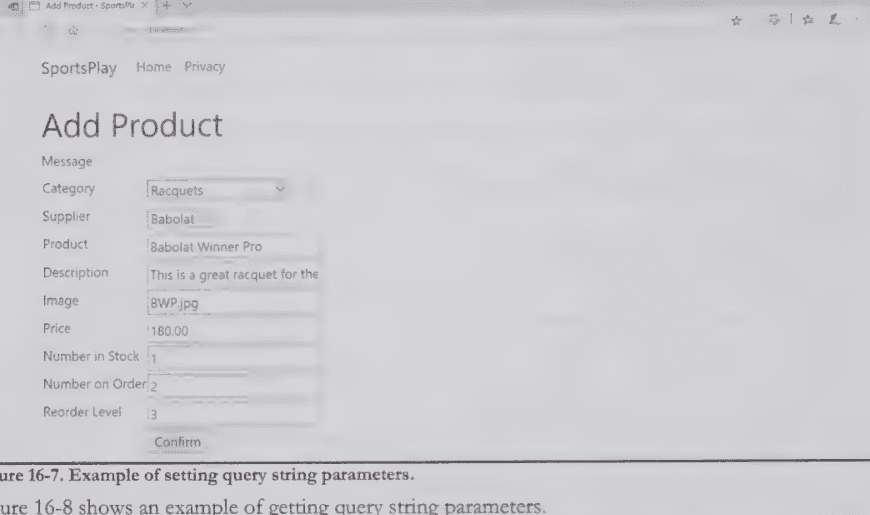 Add Product - SportsPla
SportsPlay Home Privacy
Add Product
Message
Category Racquets
Supplier Babolat
Product Babolat Winner Pro
Description This is a great racquet for the
Image BWP.jpg
Price 180.00
Number in Stock 1
Number on Order 2
Reorder Level 3
Confirm
ure 16-7. Example of setting query string parameters.
ure 16-8 shows an example of getting query string parameters.